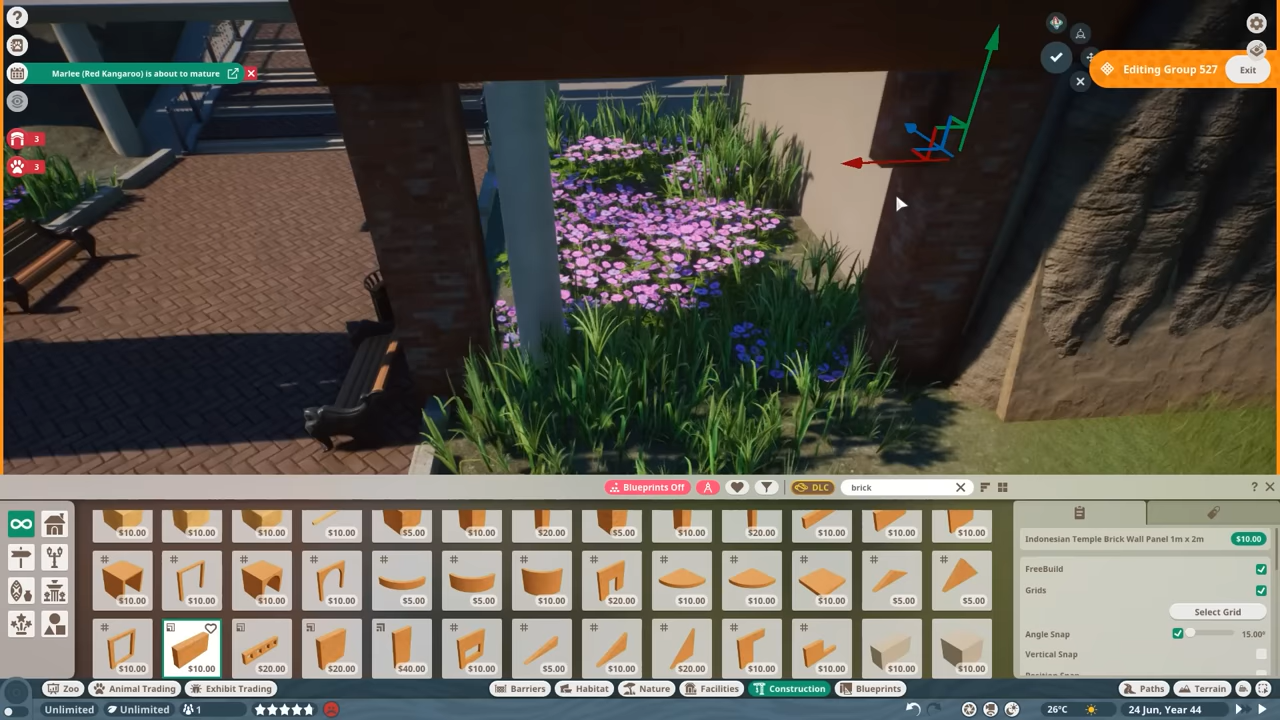 Marlee (Red Kangaroo) is about to mature
3
3
Editing Group 527
Exit
Blueprints Off
DLC
brick
$10.00 $10.00 $10.00 $10.00 $5.00 $10.00 $20.00 $5.00 $10.00 $20.00 $10.00 $10.00 $10.00
$10.00 $10.00 $10.00 $10.00 $5.00 $5.00 $10.00 $20.00 $10.00 $10.00 $10.00 $5.00 $5.00
$10.00 $10.00 $20.00 $20.00 $40.00 $10.00 $5.00 $10.00 $20.00 $10.00 $10.00 $5.00 $10.00
Indonesian Temple Brick Wall Panel 1m x 2m $10.00
FreeBuild
Grids
Select Grid
Angle Snap 15.00°
Vertical Snap
Zoo Animal Trading Exhibit Trading Barriers Habitat Nature Facilities Construction Blueprints Paths Terrain
Unlimited Unlimited 1 26°C 24 Jun, Year 44